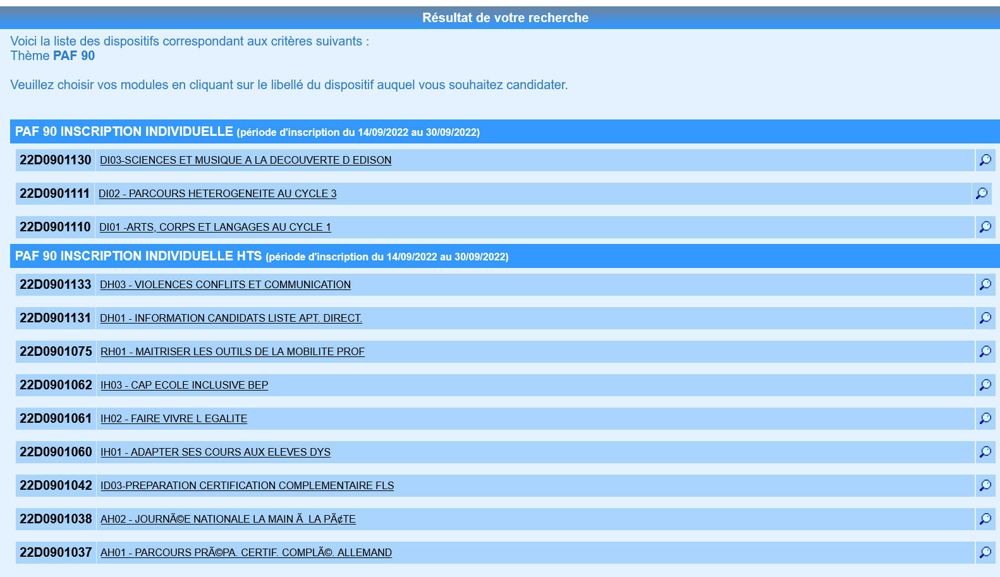 Résultat de votre recherche
Voici la liste des dispositifs correspondant aux critères suivants :
Thème PAF 90
Veuillez choisir vos modules en cliquant sur le libellé du dispositif auquel vous souhaitez candidater.
PAF 90 INSCRIPTION INDIVIDUELLE (période d'inscription du 14/09/2022 au 30/09/2022)
22D0901130 DI03-SCIENCES ET MUSIQUE A LA DECOUVERTE D EDISON
22D0901111 DI02 - PARCOURS HETEROGENEITE AU CYCLE 3
22D0901110 DI01 -ARTS, CORPS ET LANGAGES AU CYCLE 1
PAF 90 INSCRIPTION INDIVIDUELLE HTS (période d'inscription du 14/09/2022 au 30/09/2022)
22D0901133 DH03 - VIOLENCES CONFLITS ET COMMUNICATION
22D0901131 DH01 - INFORMATION CANDIDATS LISTE APT. DIRECT.
22D0901075 RH01 - MAITRISER LES OUTILS DE LA MOBILITE PROF
22D0901062 IH03 - CAP ECOLE INCLUSIVE BEP
22D0901061 IH02 - FAIRE VIVRE L EGALITE
22D0901060 IH01 - ADAPTER SES COURS AUX ELEVES DYS
22D0901042 ID03-PREPARATION CERTIFICATION COMPLEMENTAIRE FLS
22D0901038 AH02 - JOURNÃ©E NATIONALE LA MAIN Ã  LA PÃ¢TE
22D0901037 AH01 - PARCOURS PRÃ©PA. CERTIF. COMPLÃ©. ALLEMAND